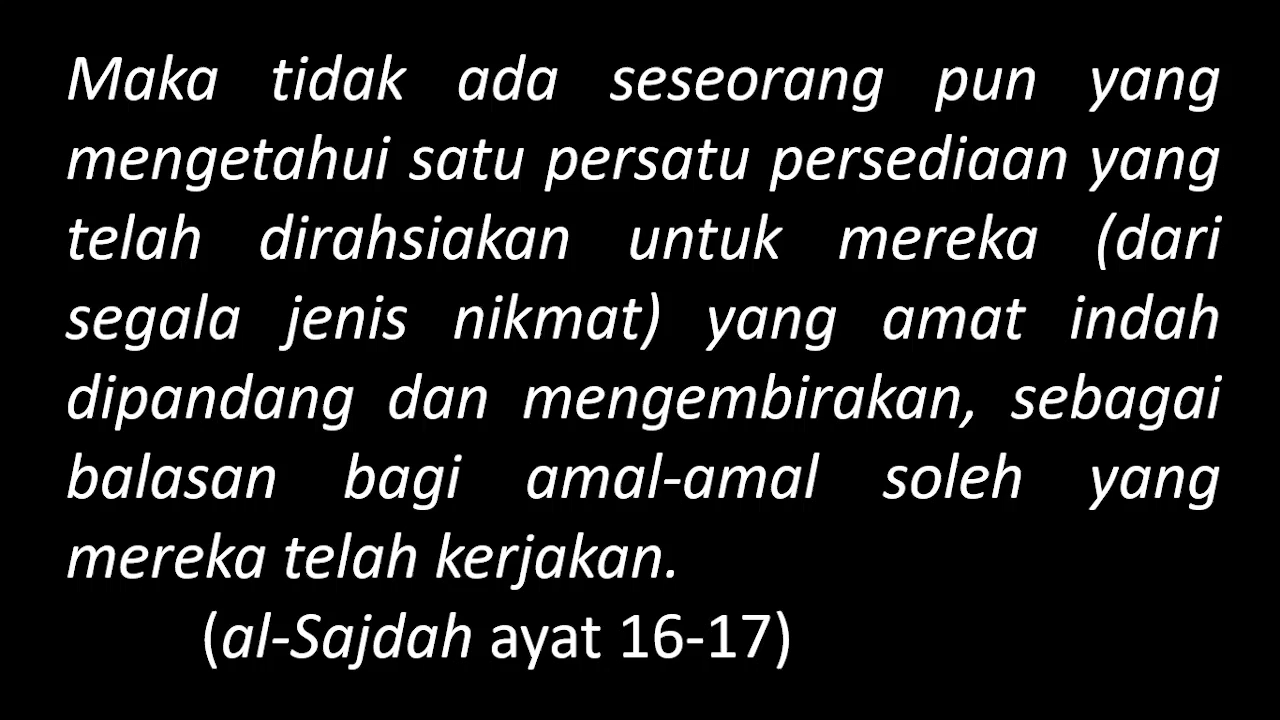 Maka tidak ada seseorang pun yang
mengetahui satu persatu persediaan yang
telah dirahsiakan untuk mereka (dari
segala jenis nikmat) yang amat indah
dipandang dan mengembirakan, sebagai
balasan bagi amal-amal soleh yang
mereka telah kerjakan.
(al-Sajdah ayat 16-17)